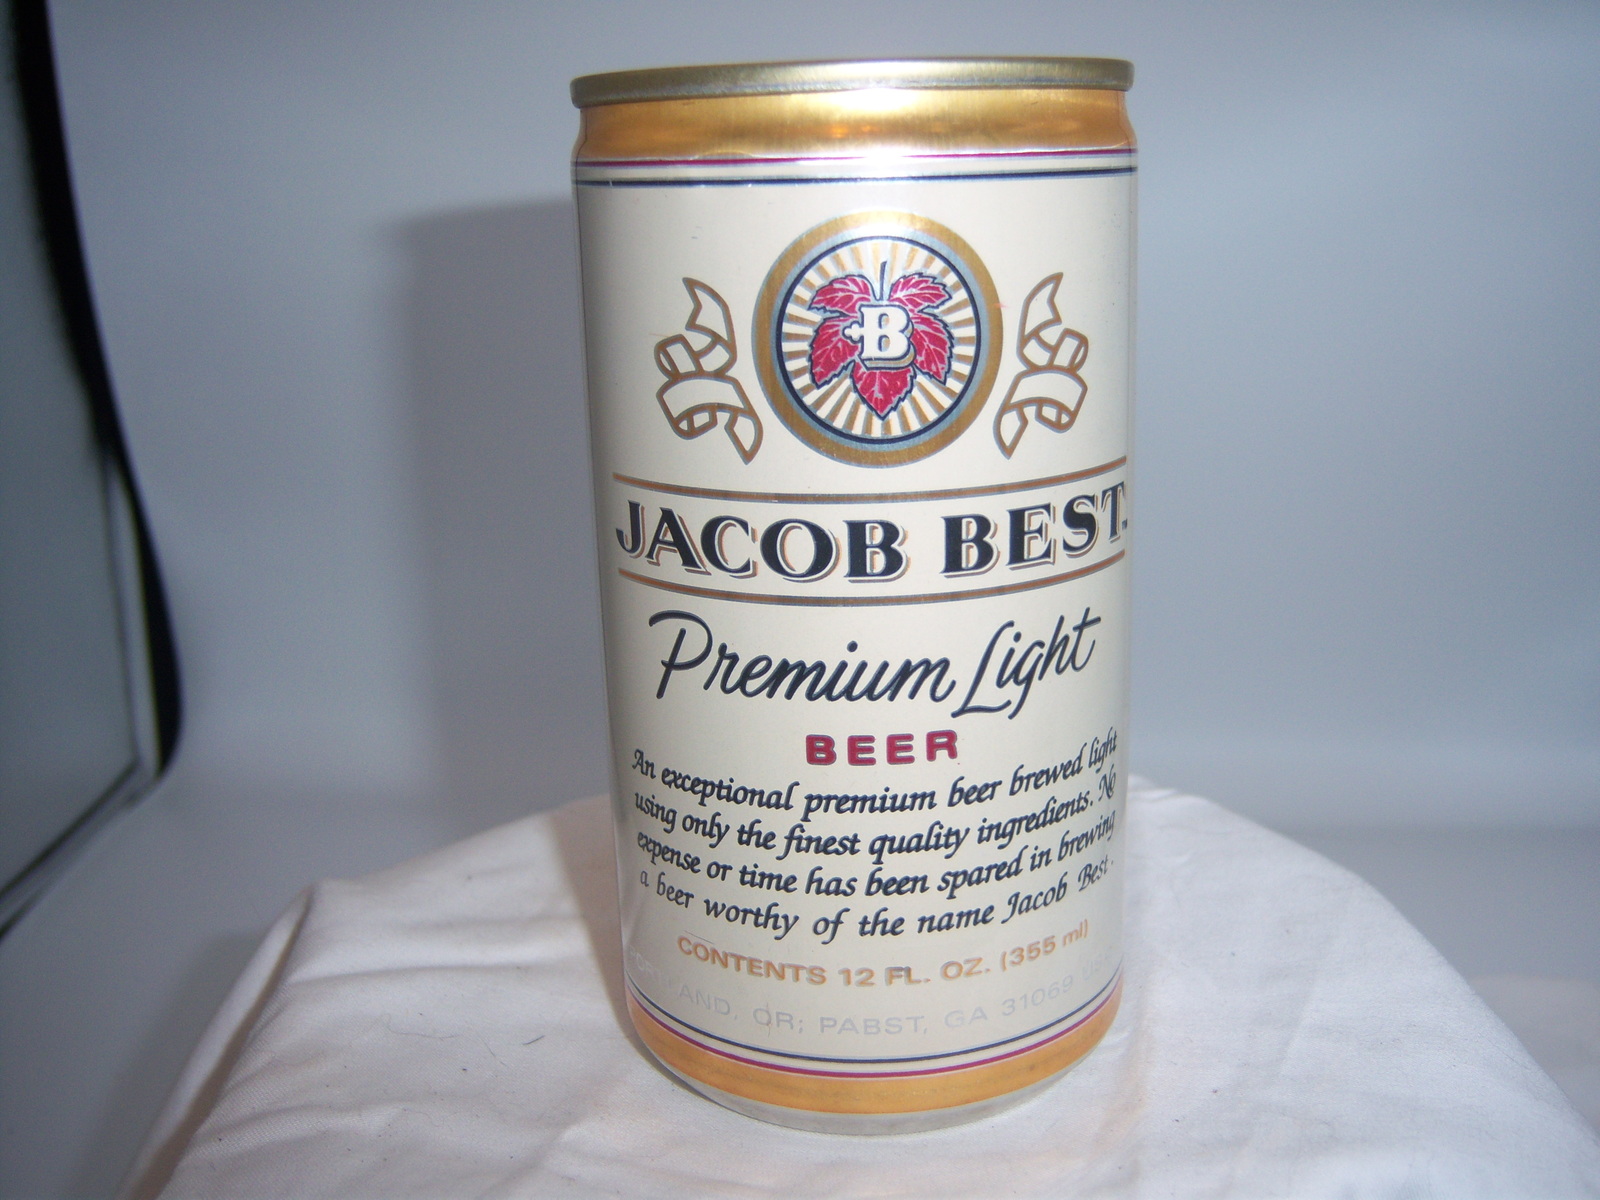 B
JACOB BEST™
Premium Light
BEER
An exceptional premium beer brewed light
using only the finest quality ingredients. No
expense or time has been spared in brewing
a beer worthy of the name Jacob Best.
CONTENTS 12 FL. OZ. (355 ml)
PORTLAND, OR; PABST, GA 31069